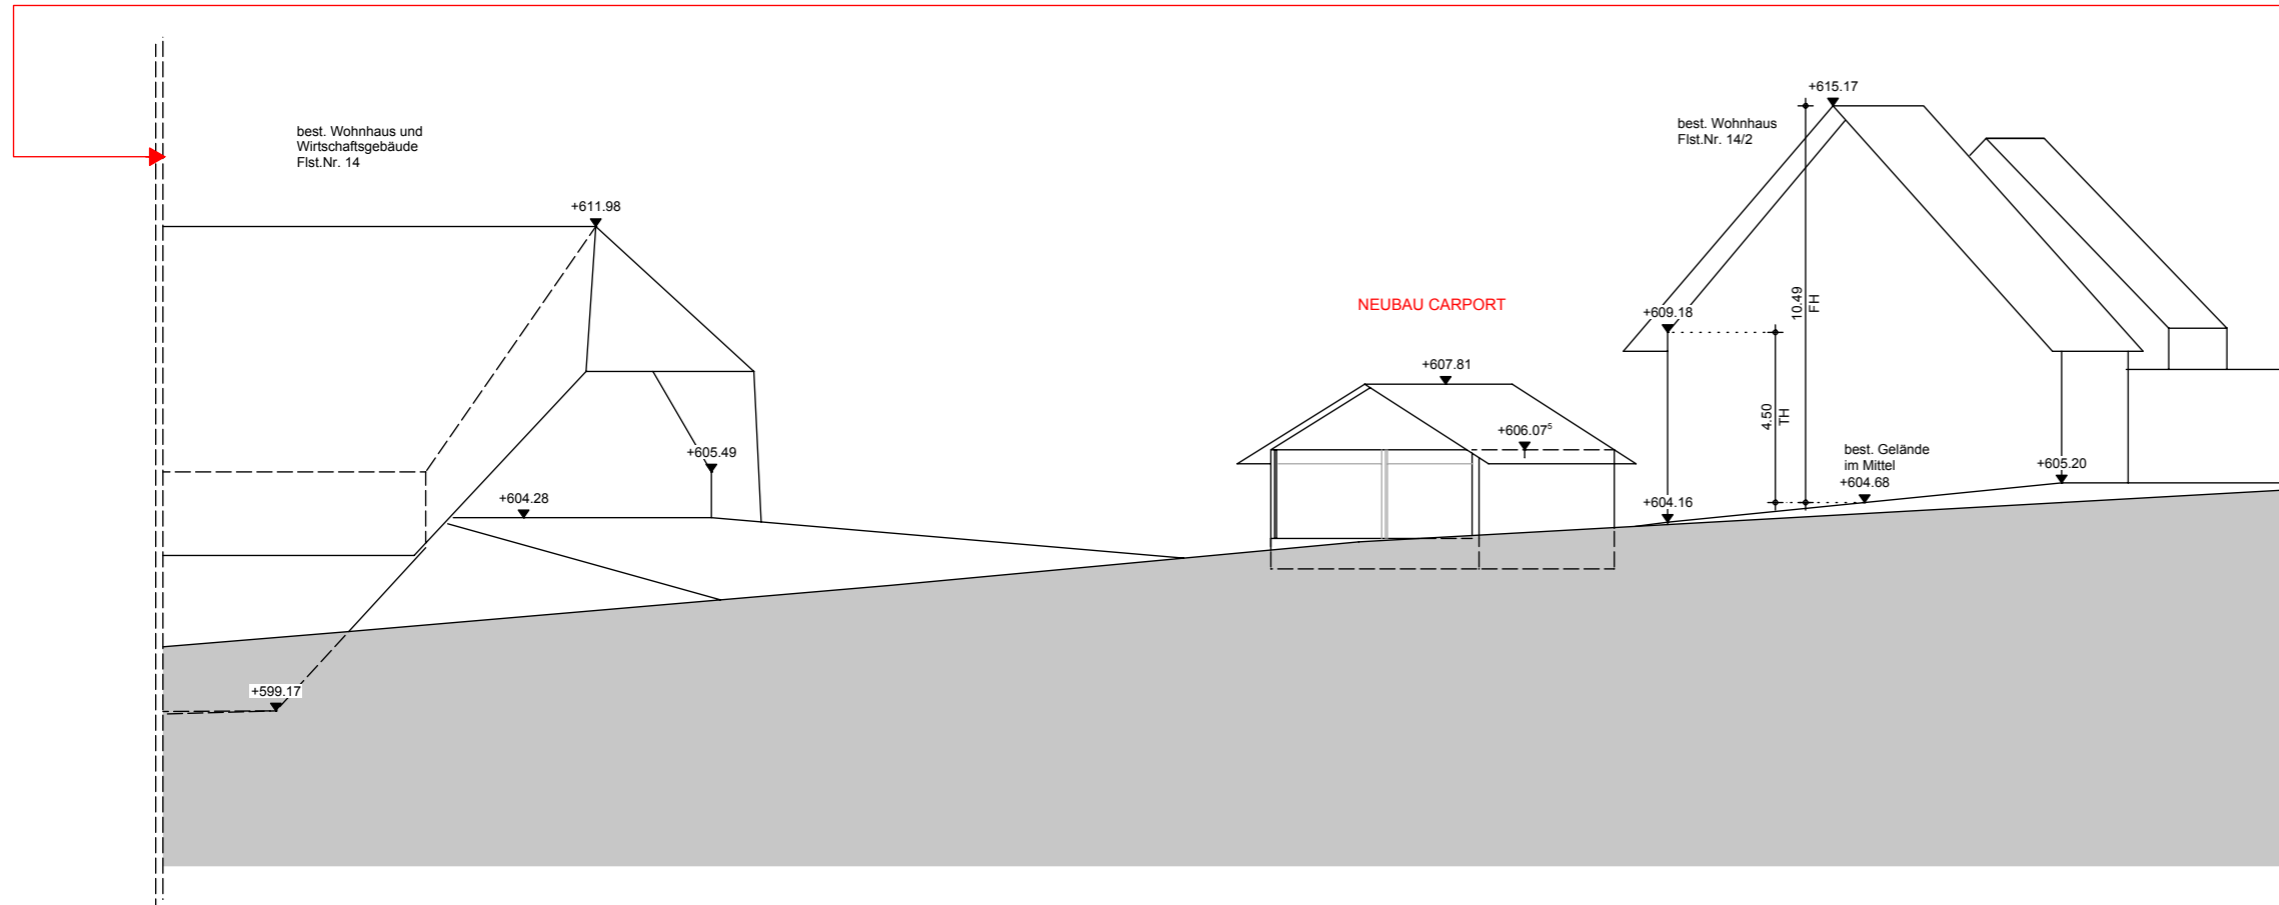 +615.17
best. Wohnhaus
Flst.Nr. 14/2
best. Wohnhaus und
Wirtschaftsgebäude
Flst.Nr. 14
+611.98
10.49
FH
NEUBAU CARPORT
+609.18
+607.81
4.50
TH
+606.07⁵
+605.49
best. Gelände
im Mittel
+604.68
+605.20
+604.28
+604.16
+599.17